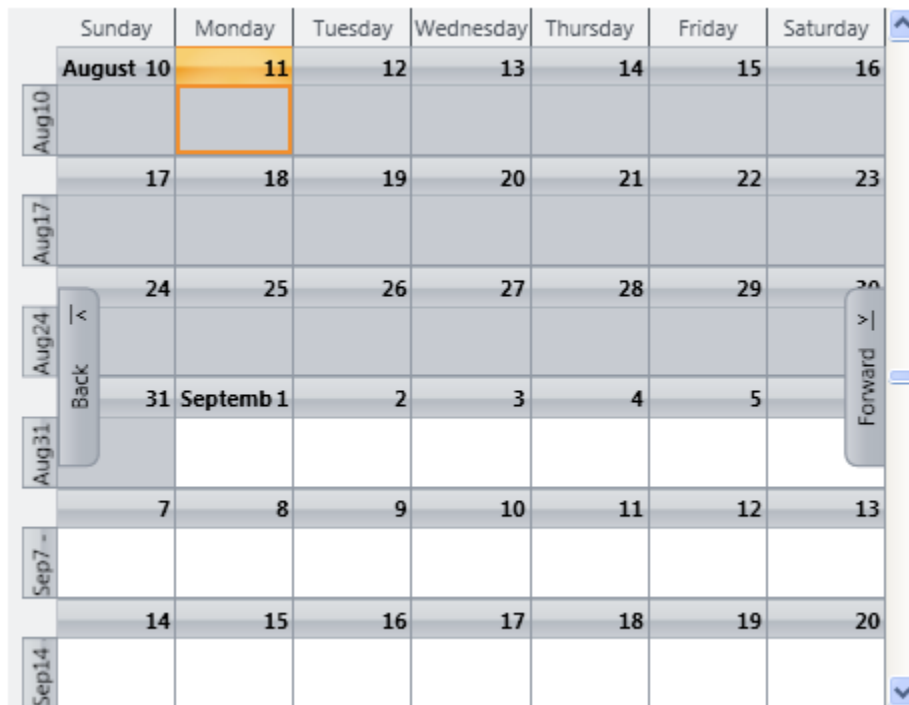 Sunday Monday Tuesday Wednesday Thursday Friday Saturday
August 10 11 12 13 14 15 16
Aug10
17 18 19 20 21 22 23
Aug17
24 25 26 27 28 29 30
Aug24
Back
Forward
31 Septemb 1 2 3 4 5
Aug31
7 8 9 10 11 12 13
Sep7 -
14 15 16 17 18 19 20
Sep14